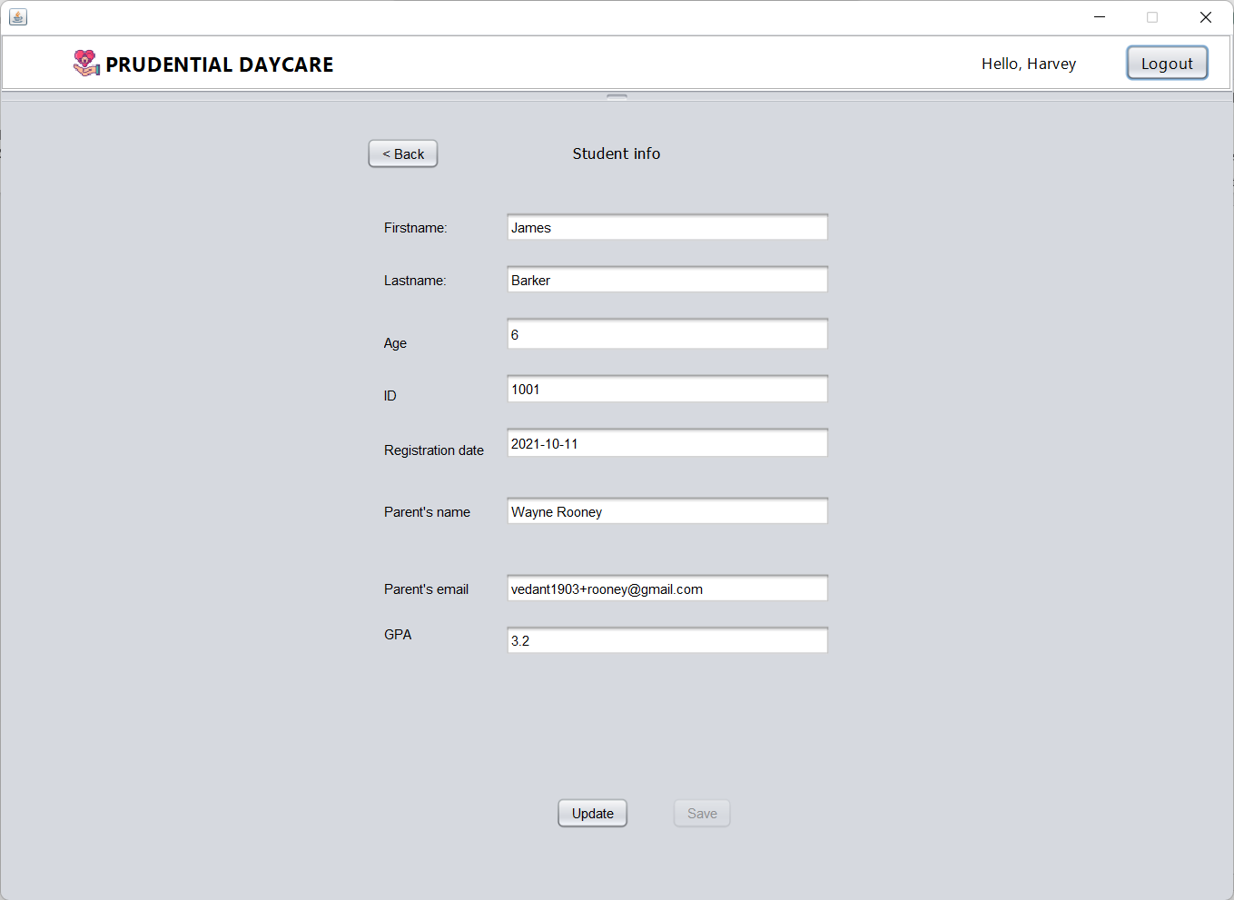 PRUDENTIAL DAYCARE Hello, Harvey Logout
< Back Student info
Firstname: James
Lastname: Barker
Age 6
ID 1001
Registration date 2021-10-11
Parent's name Wayne Rooney
Parent's email vedant1903+rooney@gmail.com
GPA 3.2
Update Save